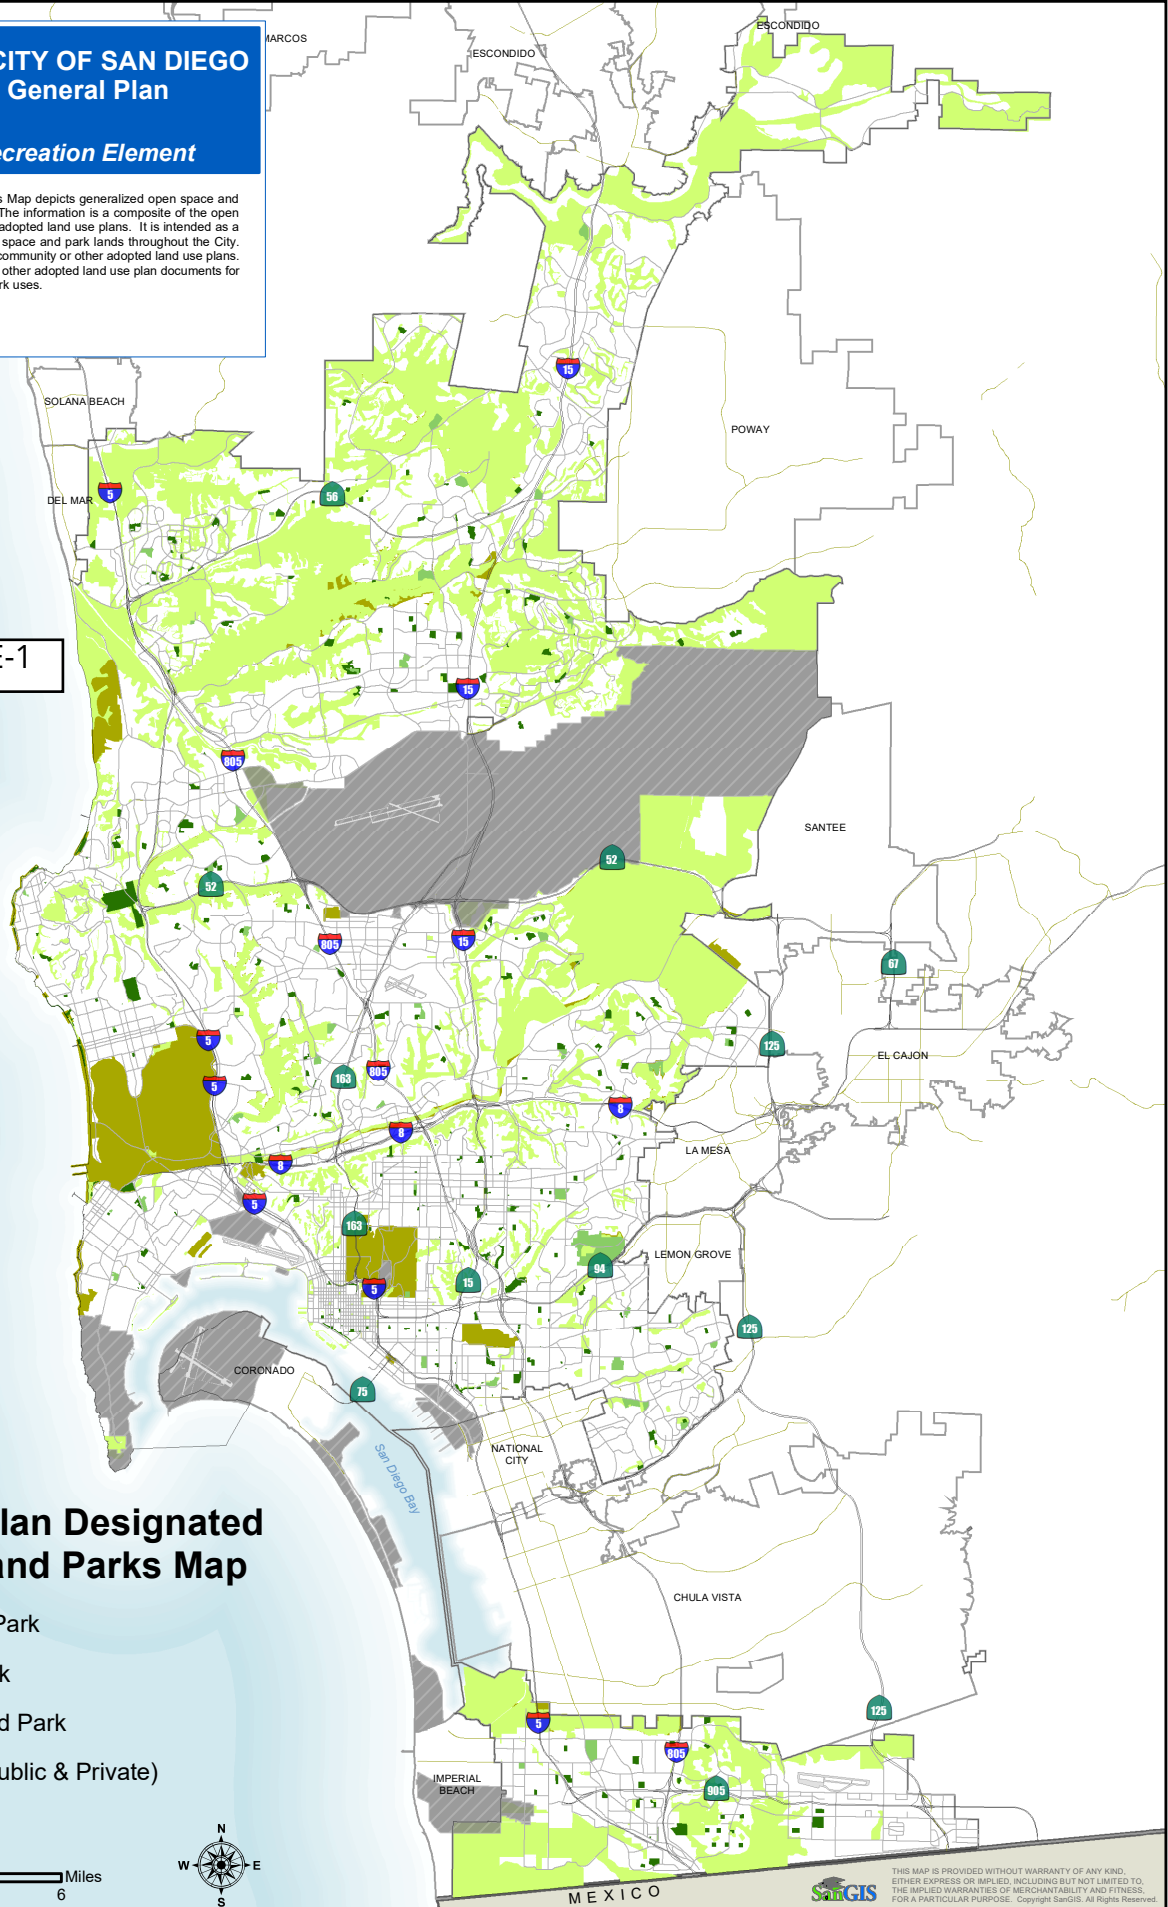 CITY OF SAN DIEGO
General Plan
ecreation Element
s Map depicts generalized open space and
The information is a composite of the open
adopted land use plans. It is intended as a
space and park lands throughout the City.
community or other adopted land use plans.
other adopted land use plan documents for
rk uses.
MARCOS
ESCONDIDO
ESCONDIDO
15
SOLANA BEACH
POWAY
DEL MAR
5
56
E-1
15
805
SANTEE
52
52
805
15
67
5
125
EL CAJON
163
805
5
8
8
LA MESA
8
5
163
LEMON GROVE
94
15
5
125
CORONADO
75
San Diego Bay
NATIONAL
CITY
lan Designated
and Parks Map
CHULA VISTA
Park
k
d Park
ublic & Private)
125
5
805
IMPERIAL
BEACH
905
N
W
E
S
Miles
6
MEXICO
SanGIS
THIS MAP IS PROVIDED WITHOUT WARRANTY OF ANY KIND,
EITHER EXPRESS OR IMPLIED, INCLUDING BUT NOT LIMITED TO,
THE IMPLIED WARRANTIES OF MERCHANTABILITY AND FITNESS,
FOR A PARTICULAR PURPOSE. Copyright SanGIS. All Rights Reserved.